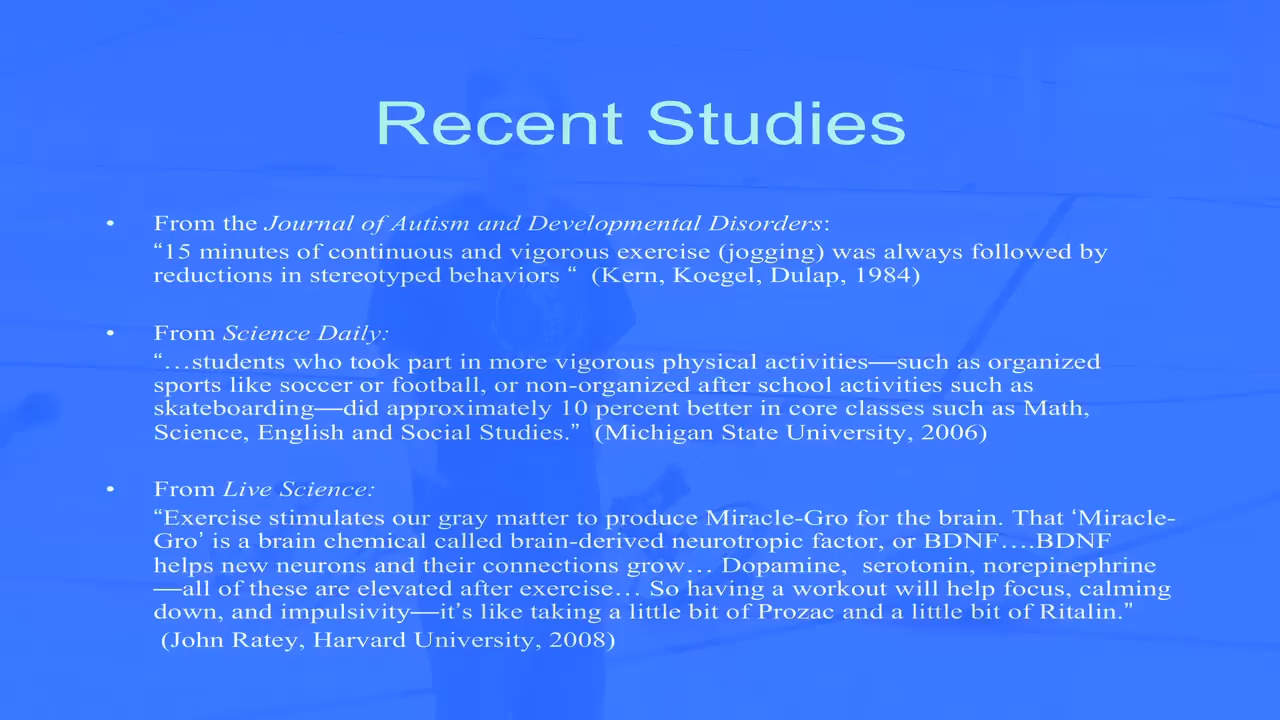 Recent Studies
• From the Journal of Autism and Developmental Disorders:
“15 minutes of continuous and vigorous exercise (jogging) was always followed by
reductions in stereotyped behaviors “ (Kern, Koegel, Dulap, 1984)
• From Science Daily:
“…students who took part in more vigorous physical activities—such as organized
sports like soccer or football, or non-organized after school activities such as
skateboarding—did approximately 10 percent better in core classes such as Math,
Science, English and Social Studies.” (Michigan State University, 2006)
• From Live Science:
“Exercise stimulates our gray matter to produce Miracle-Gro for the brain. That ‘Miracle-
Gro’ is a brain chemical called brain-derived neurotropic factor, or BDNF….BDNF
helps new neurons and their connections grow… Dopamine, serotonin, norepinephrine
—all of these are elevated after exercise… So having a workout will help focus, calming
down, and impulsivity—it’s like taking a little bit of Prozac and a little bit of Ritalin.”
(John Ratey, Harvard University, 2008)